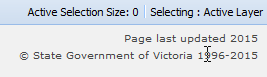 Active Selection Size: 0 Selecting : Active Layer
Page last updated 2015
© State Government of Victoria 1996-2015